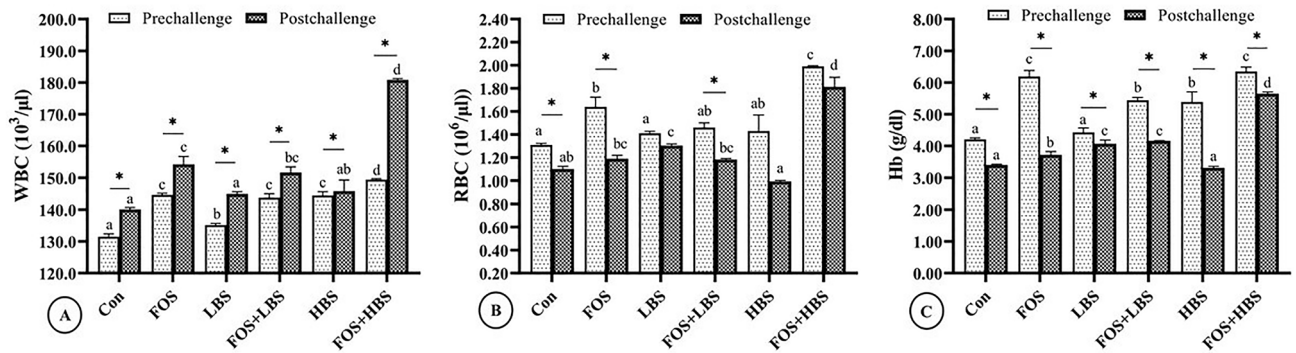 Prechallenge Postchallenge
WBC (10³/µl)
200.0
190.0
180.0
170.0
160.0
150.0
140.0
130.0
120.0
a a
c c
b a
c bc
c ab
d d
* * * * * *
Con FOS LBS FOS+LBS HBS FOS+HBS
A
Prechallenge Postchallenge
RBC (10⁶/µl))
2.40
2.20
2.00
1.80
1.60
1.40
1.20
1.00
0.80
0.60
0.40
0.20
a ab
b bc
a c
ab bc
ab a
c d
* * *
Con FOS LBS FOS+LBS HBS FOS+HBS
B
Prechallenge Postchallenge
Hb (g/dl)
8.00
7.00
6.00
5.00
4.00
3.00
2.00
1.00
0.00
a a
c b
a c
b c
b a
c d
* * * * * *
Con FOS LBS FOS+LBS HBS FOS+HBS
C